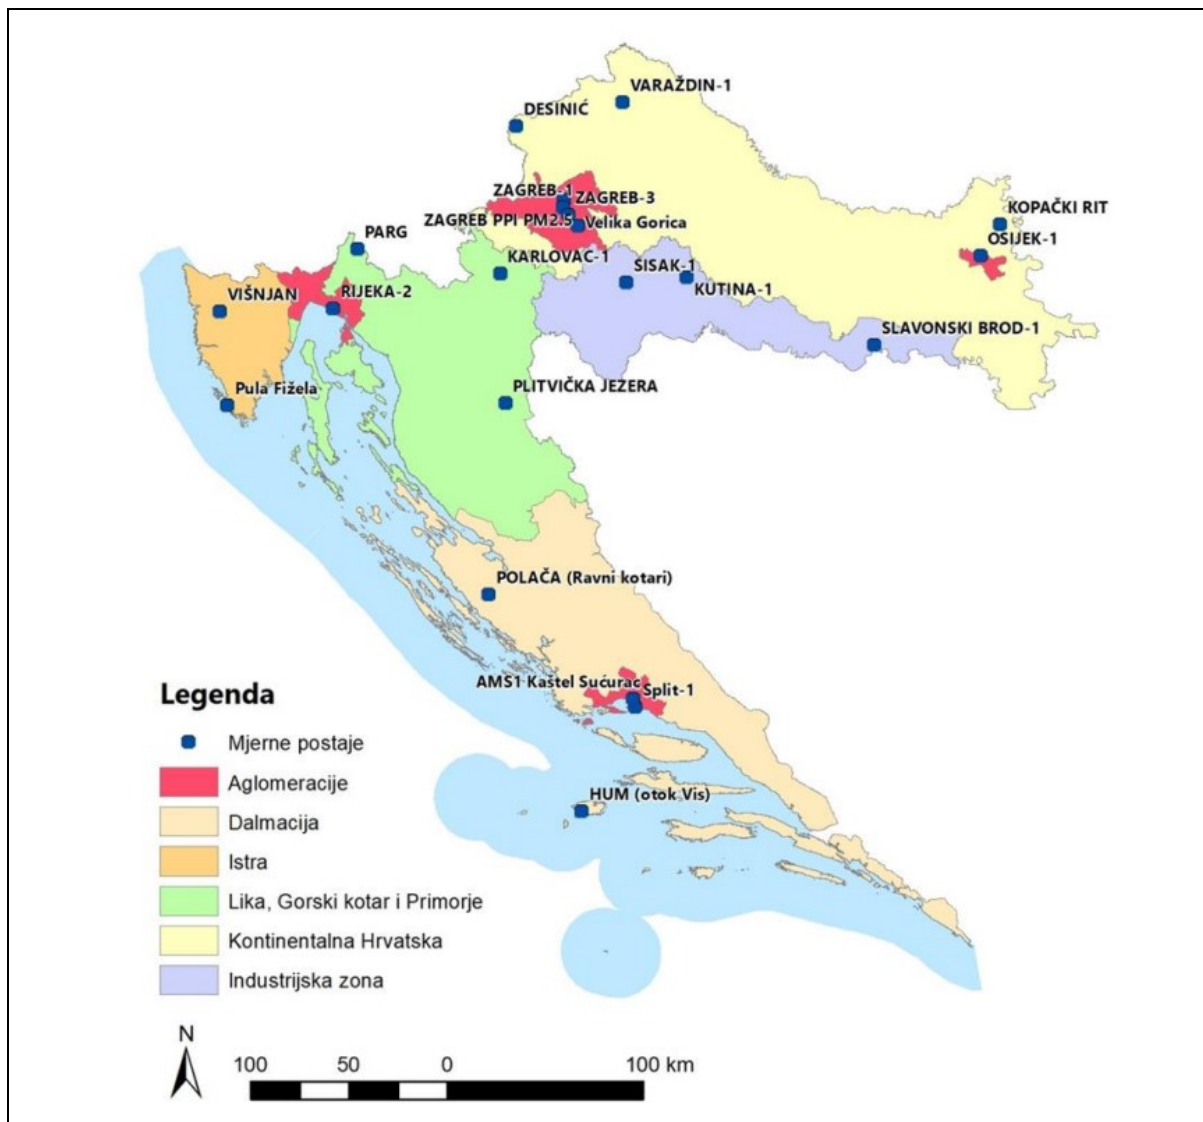 VARAŽDIN-1
DESINIĆ
ZAGREB-1
ZAGREB-3
KOPAČKI RIT
ZAGREB PPI PM2.5
Velika Gorica
PARG
OSIJEK-1
KARLOVAC-1
SISAK-1
KUTINA-1
VIŠNJAN
RIJEKA-2
SLAVONSKI BROD-1
Pula Fižela
PLITVIČKA JEZERA
POLAČA (Ravni kotari)
AMS1 Kaštel Sućurac
Split-1
HUM (otok Vis)
Legenda
Mjerne postaje
Aglomeracije
Dalmacija
Istra
Lika, Gorski kotar i Primorje
Kontinentalna Hrvatska
Industrijska zona
N
100 50 0 100 km